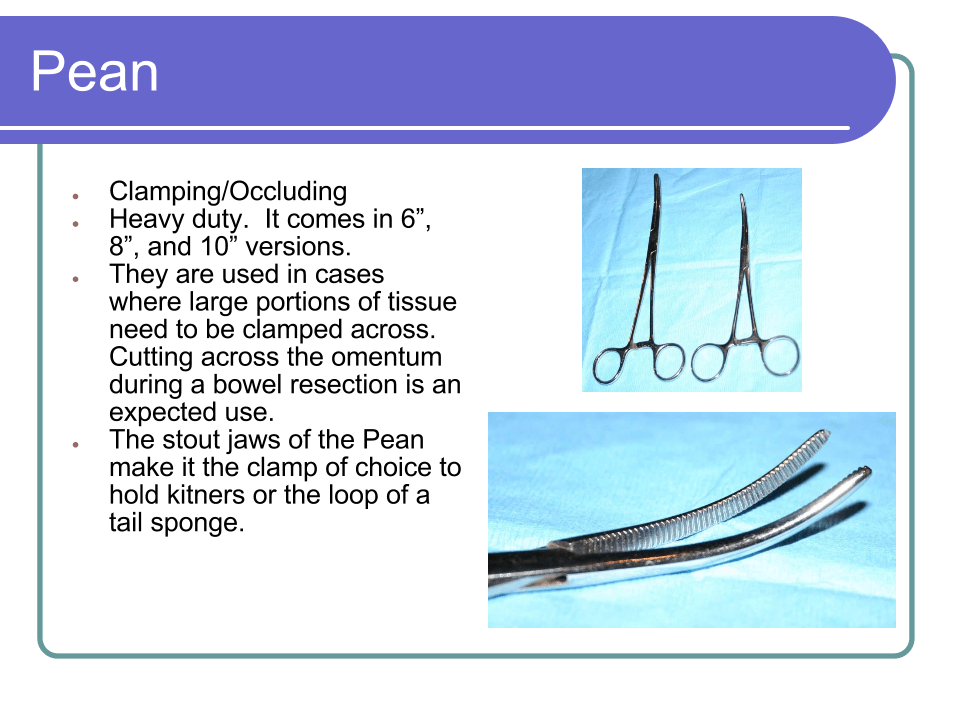 Pean
● Clamping/Occluding
● Heavy duty.  It comes in 6”,
8”, and 10” versions.
● They are used in cases
where large portions of tissue
need to be clamped across.
Cutting across the omentum
during a bowel resection is an
expected use.
● The stout jaws of the Pean
make it the clamp of choice to
hold kitners or the loop of a
tail sponge.